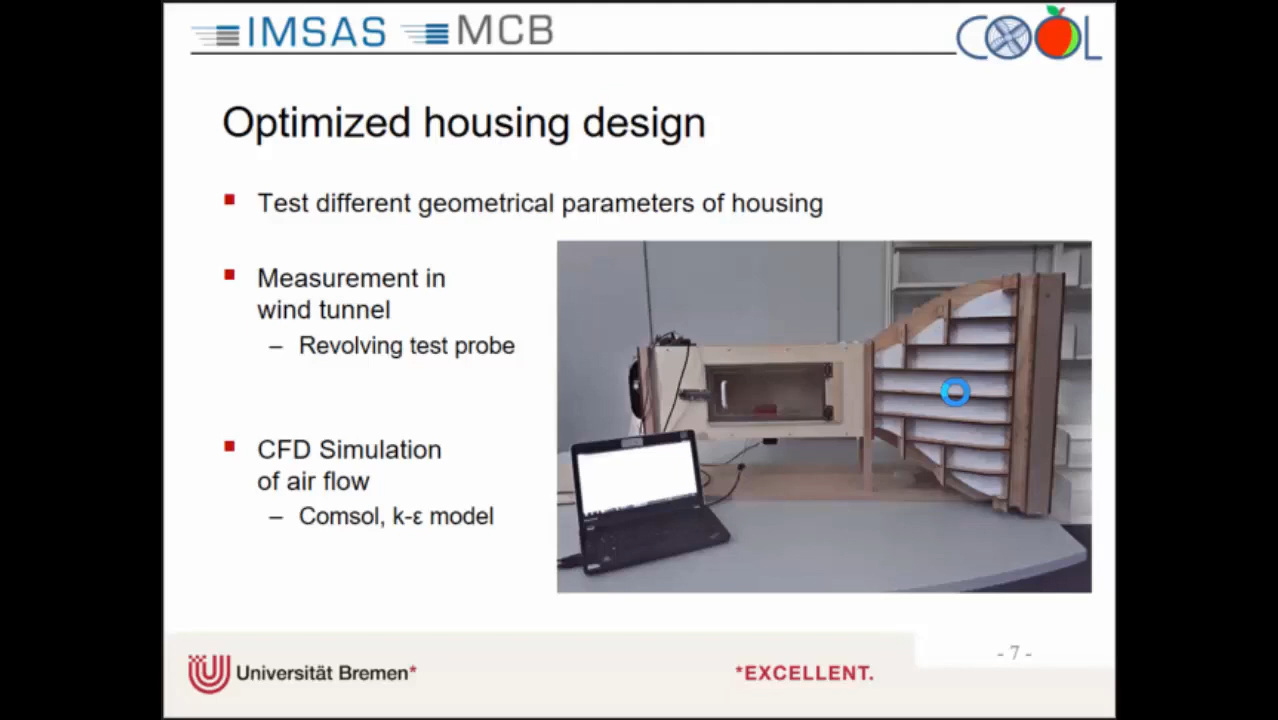 IMSAS MCB
COOL
Optimized housing design
Test different geometrical parameters of housing
Measurement in
wind tunnel
– Revolving test probe
CFD Simulation
of air flow
– Comsol, k-ε model
- 7 -
Universität Bremen*
*EXCELLENT.